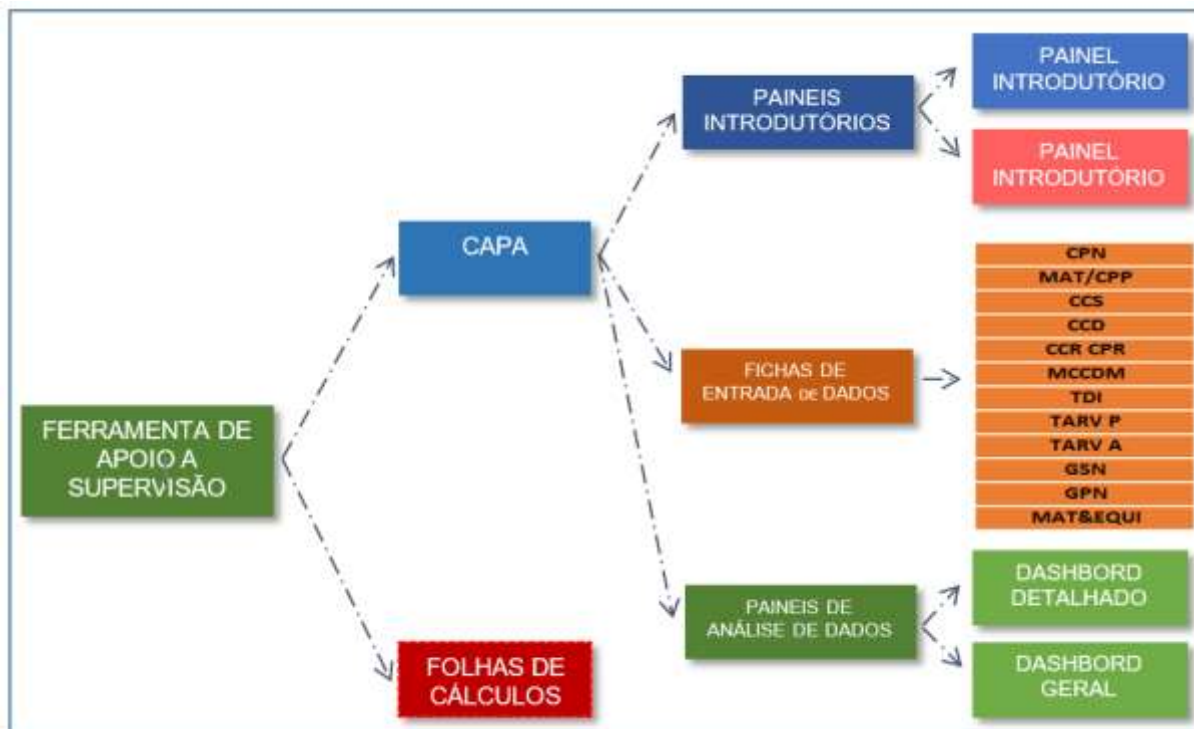 PAINEL
INTRODUTÓRIO
PAINEIS
INTRODUTÓRIOS
PAINEL
INTRODUTÓRIO
CAPA
CPN
MAT/CPP
CCS
CCD
CCR CPR
MCCDM
TDI
TARV P
TARV A
GSN
GPN
MAT&EQUI
FICHAS DE
ENTRADA DE DADOS
FERRAMENTA DE
APOIO A
SUPERVISÃO
PAINEIS DE
ANÁLISE DE DADOS
DASHBORD
DETALHADO
DASHBORD
GERAL
FOLHAS DE
CÁLCULOS